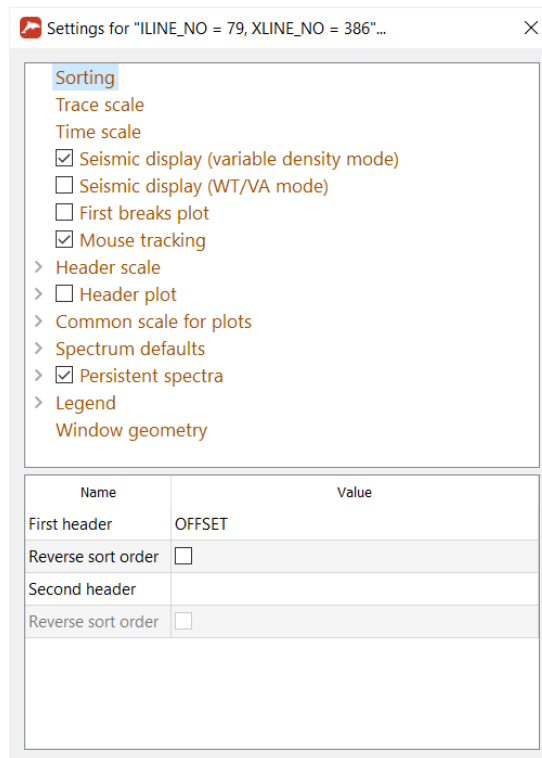 Settings for "ILINE_NO = 79, XLINE_NO = 386"...
Sorting
Trace scale
Time scale
Seismic display (variable density mode)
Seismic display (WT/VA mode)
First breaks plot
Mouse tracking
Header scale
Header plot
Common scale for plots
Spectrum defaults
Persistent spectra
Legend
Window geometry
Name Value
First header OFFSET
Reverse sort order
Second header
Reverse sort order